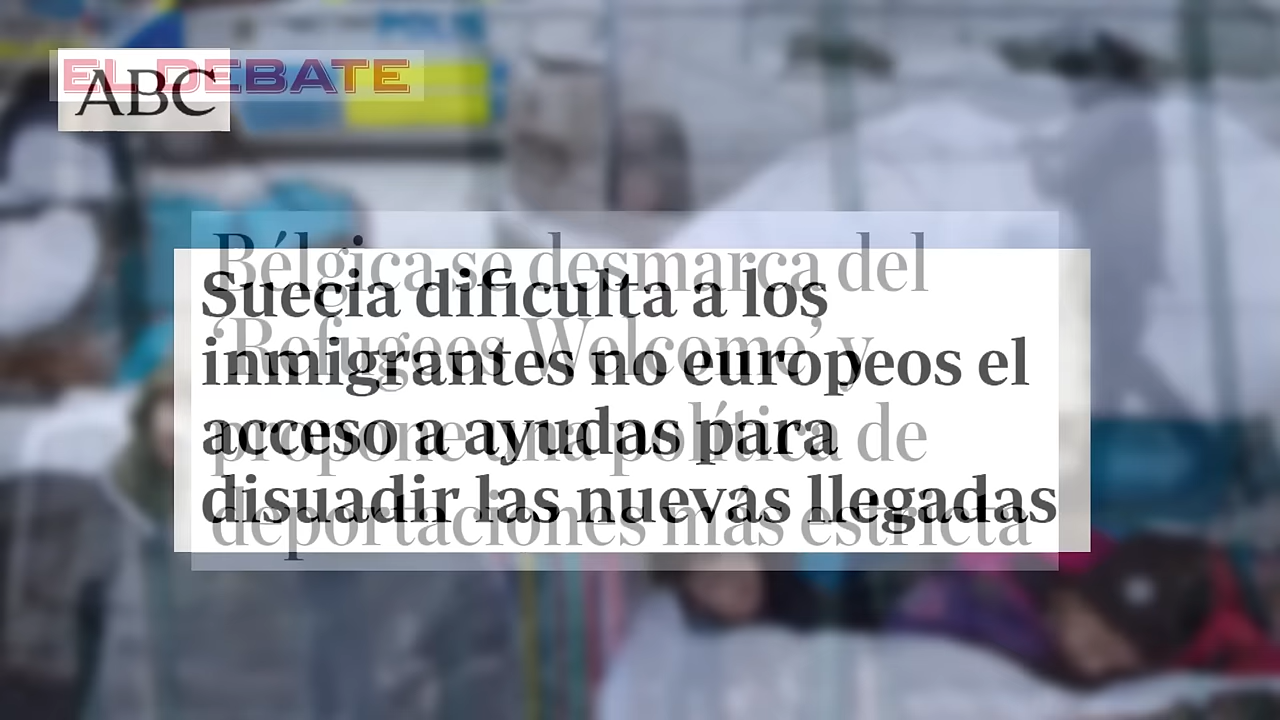 POLIS
EL DEBATE
ABC
Bélgica se desmarca del
‘Refugees Welcome’ y
propone una política de
deportaciones más estricta
Suecia dificulta a los
inmigrantes no europeos el
acceso a ayudas para
disuadir las nuevas llegadas